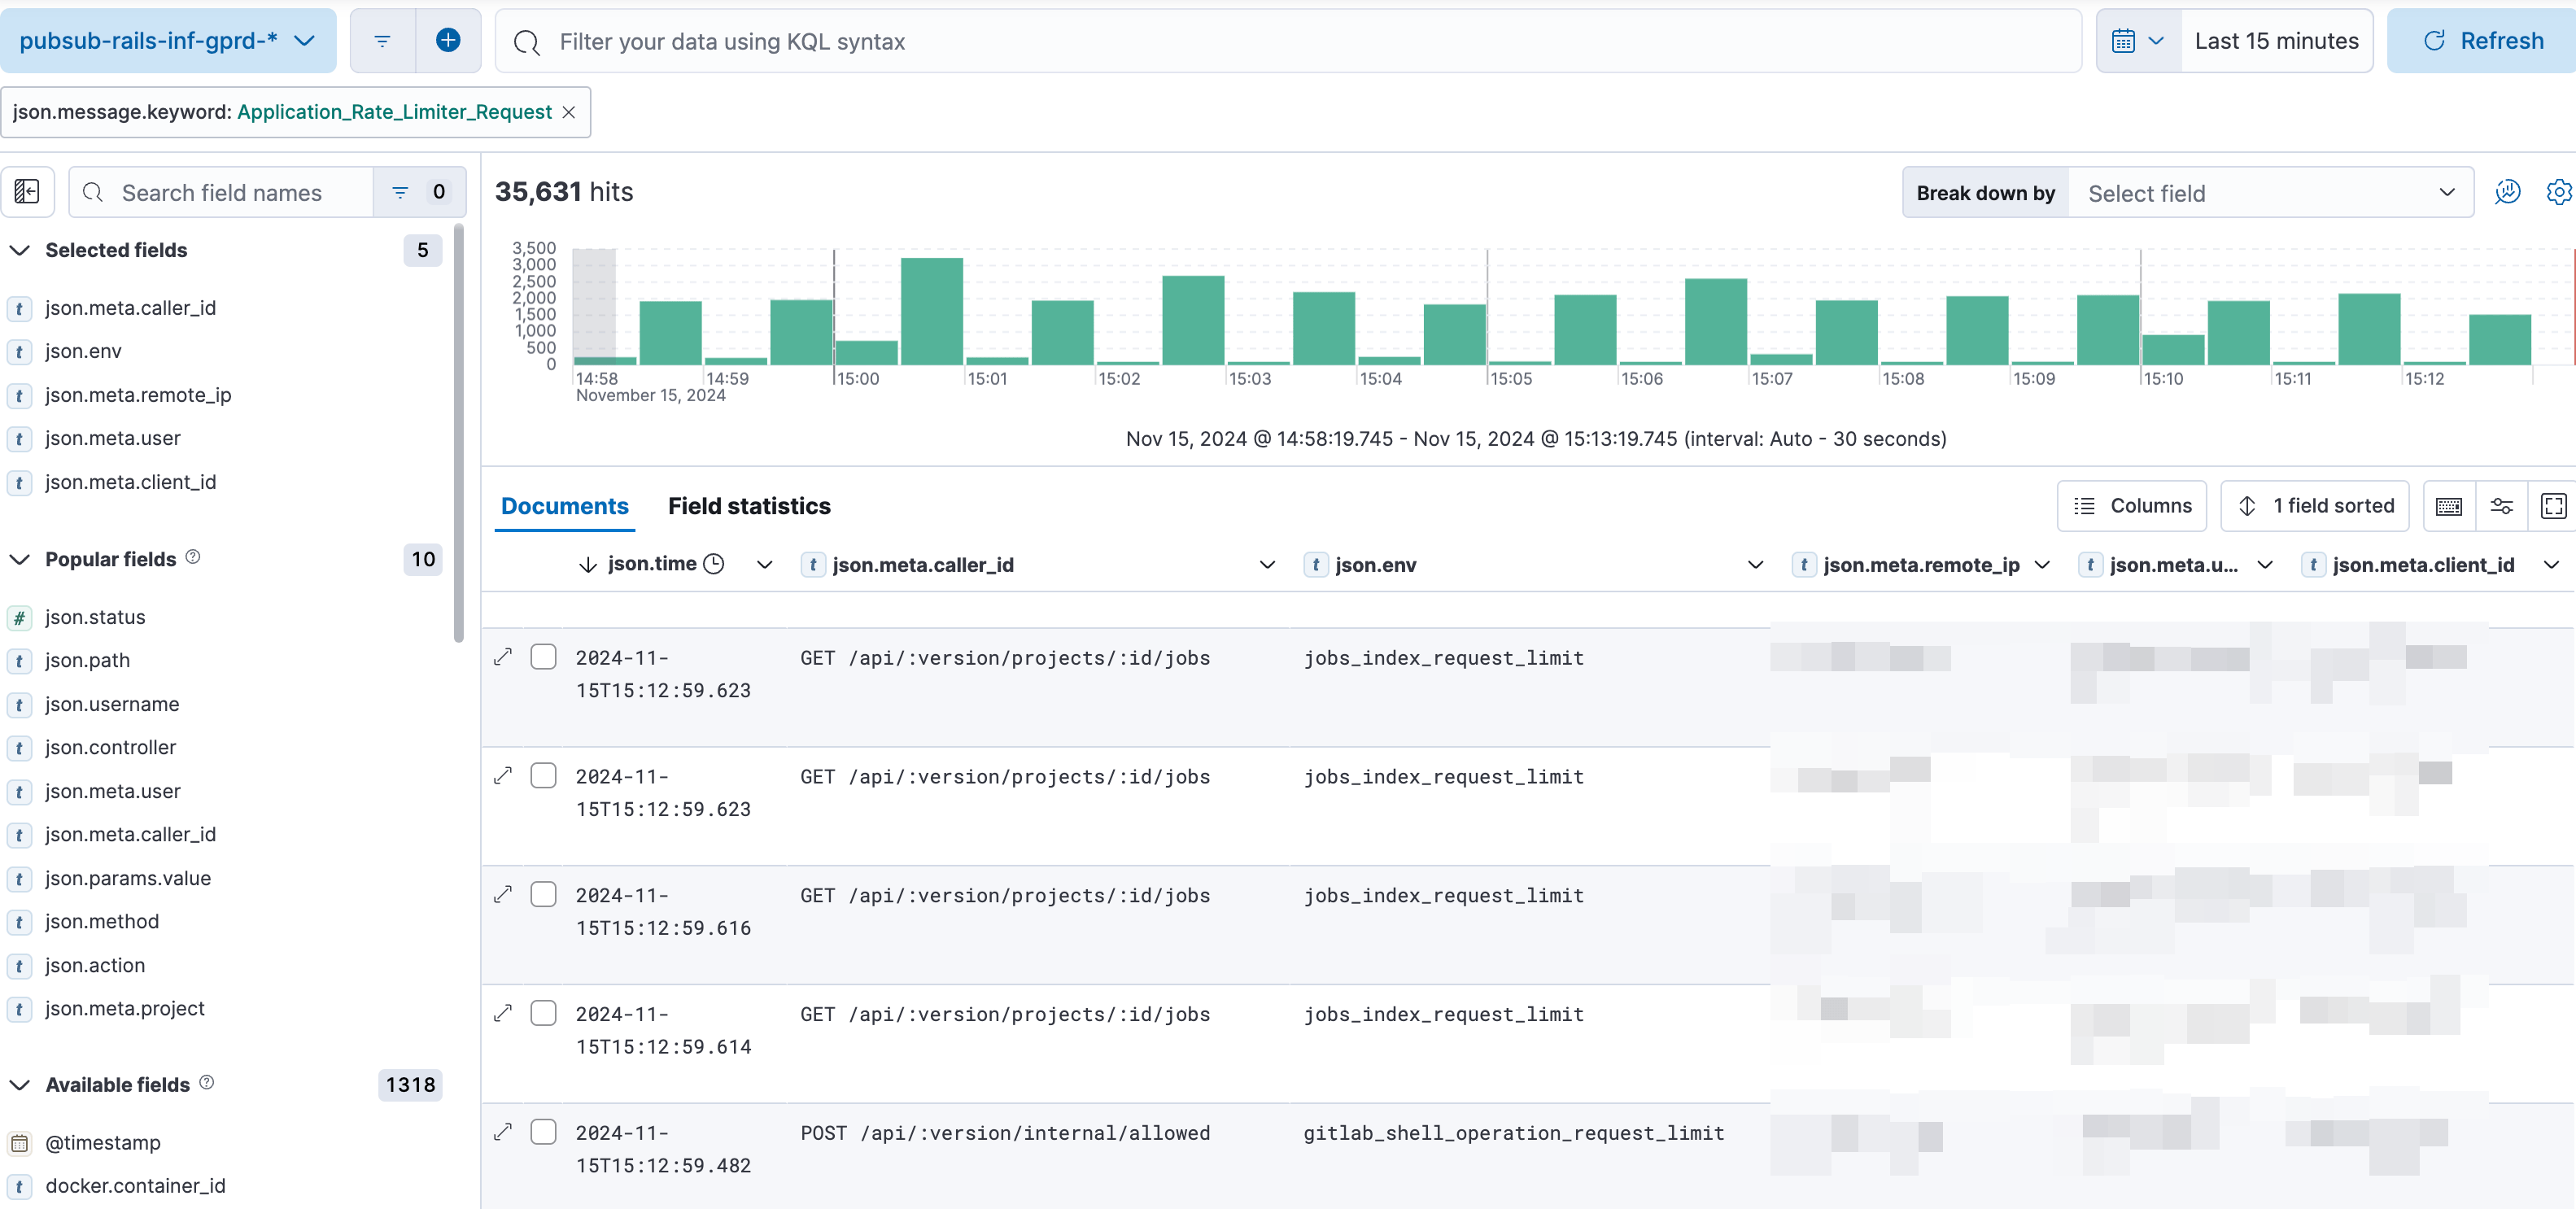 pubsub-rails-inf-gprd-*
Filter your data using KQL syntax
Last 15 minutes
Refresh
json.message.keyword: Application_Rate_Limiter_Request
Search field names
0
35,631 hits
Break down by
Select field
Selected fields
5
t json.meta.caller_id
t json.env
t json.meta.remote_ip
t json.meta.user
t json.meta.client_id
Popular fields
10
# json.status
t json.path
t json.username
t json.controller
t json.meta.user
t json.meta.caller_id
t json.params.value
t json.method
t json.action
t json.meta.project
Available fields
1318
@timestamp
t docker.container_id
3,500
3,000
2,500
2,000
1,500
1,000
500
0
14:58 14:59 15:00 15:01 15:02 15:03 15:04 15:05 15:06 15:07 15:08 15:09 15:10 15:11 15:12
November 15, 2024
Nov 15, 2024 @ 14:58:19.745 - Nov 15, 2024 @ 15:13:19.745 (interval: Auto - 30 seconds)
Documents
Field statistics
Columns
1 field sorted
json.time t json.meta.caller_id t json.env t json.meta.remote_ip t json.meta.u... t json.meta.client_id
2024-11-
15T15:12:59.623
GET /api/:version/projects/:id/jobs
jobs_index_request_limit
2024-11-
15T15:12:59.623
GET /api/:version/projects/:id/jobs
jobs_index_request_limit
2024-11-
15T15:12:59.616
GET /api/:version/projects/:id/jobs
jobs_index_request_limit
2024-11-
15T15:12:59.614
GET /api/:version/projects/:id/jobs
jobs_index_request_limit
2024-11-
15T15:12:59.482
POST /api/:version/internal/allowed
gitlab_shell_operation_request_limit